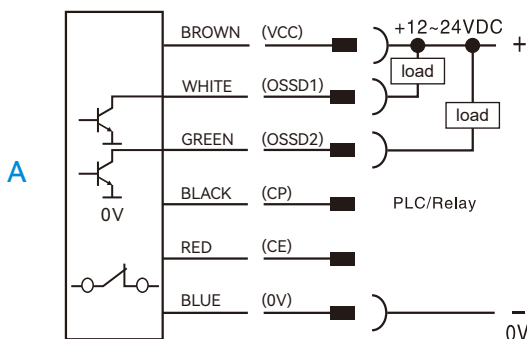 BROWN (VCC) +12~24VDC +
load
WHITE (OSSD1)
load
GREEN (OSSD2)
A
0V
BLACK (CP) PLC/Relay
RED (CE)
BLUE (0V) −
0V